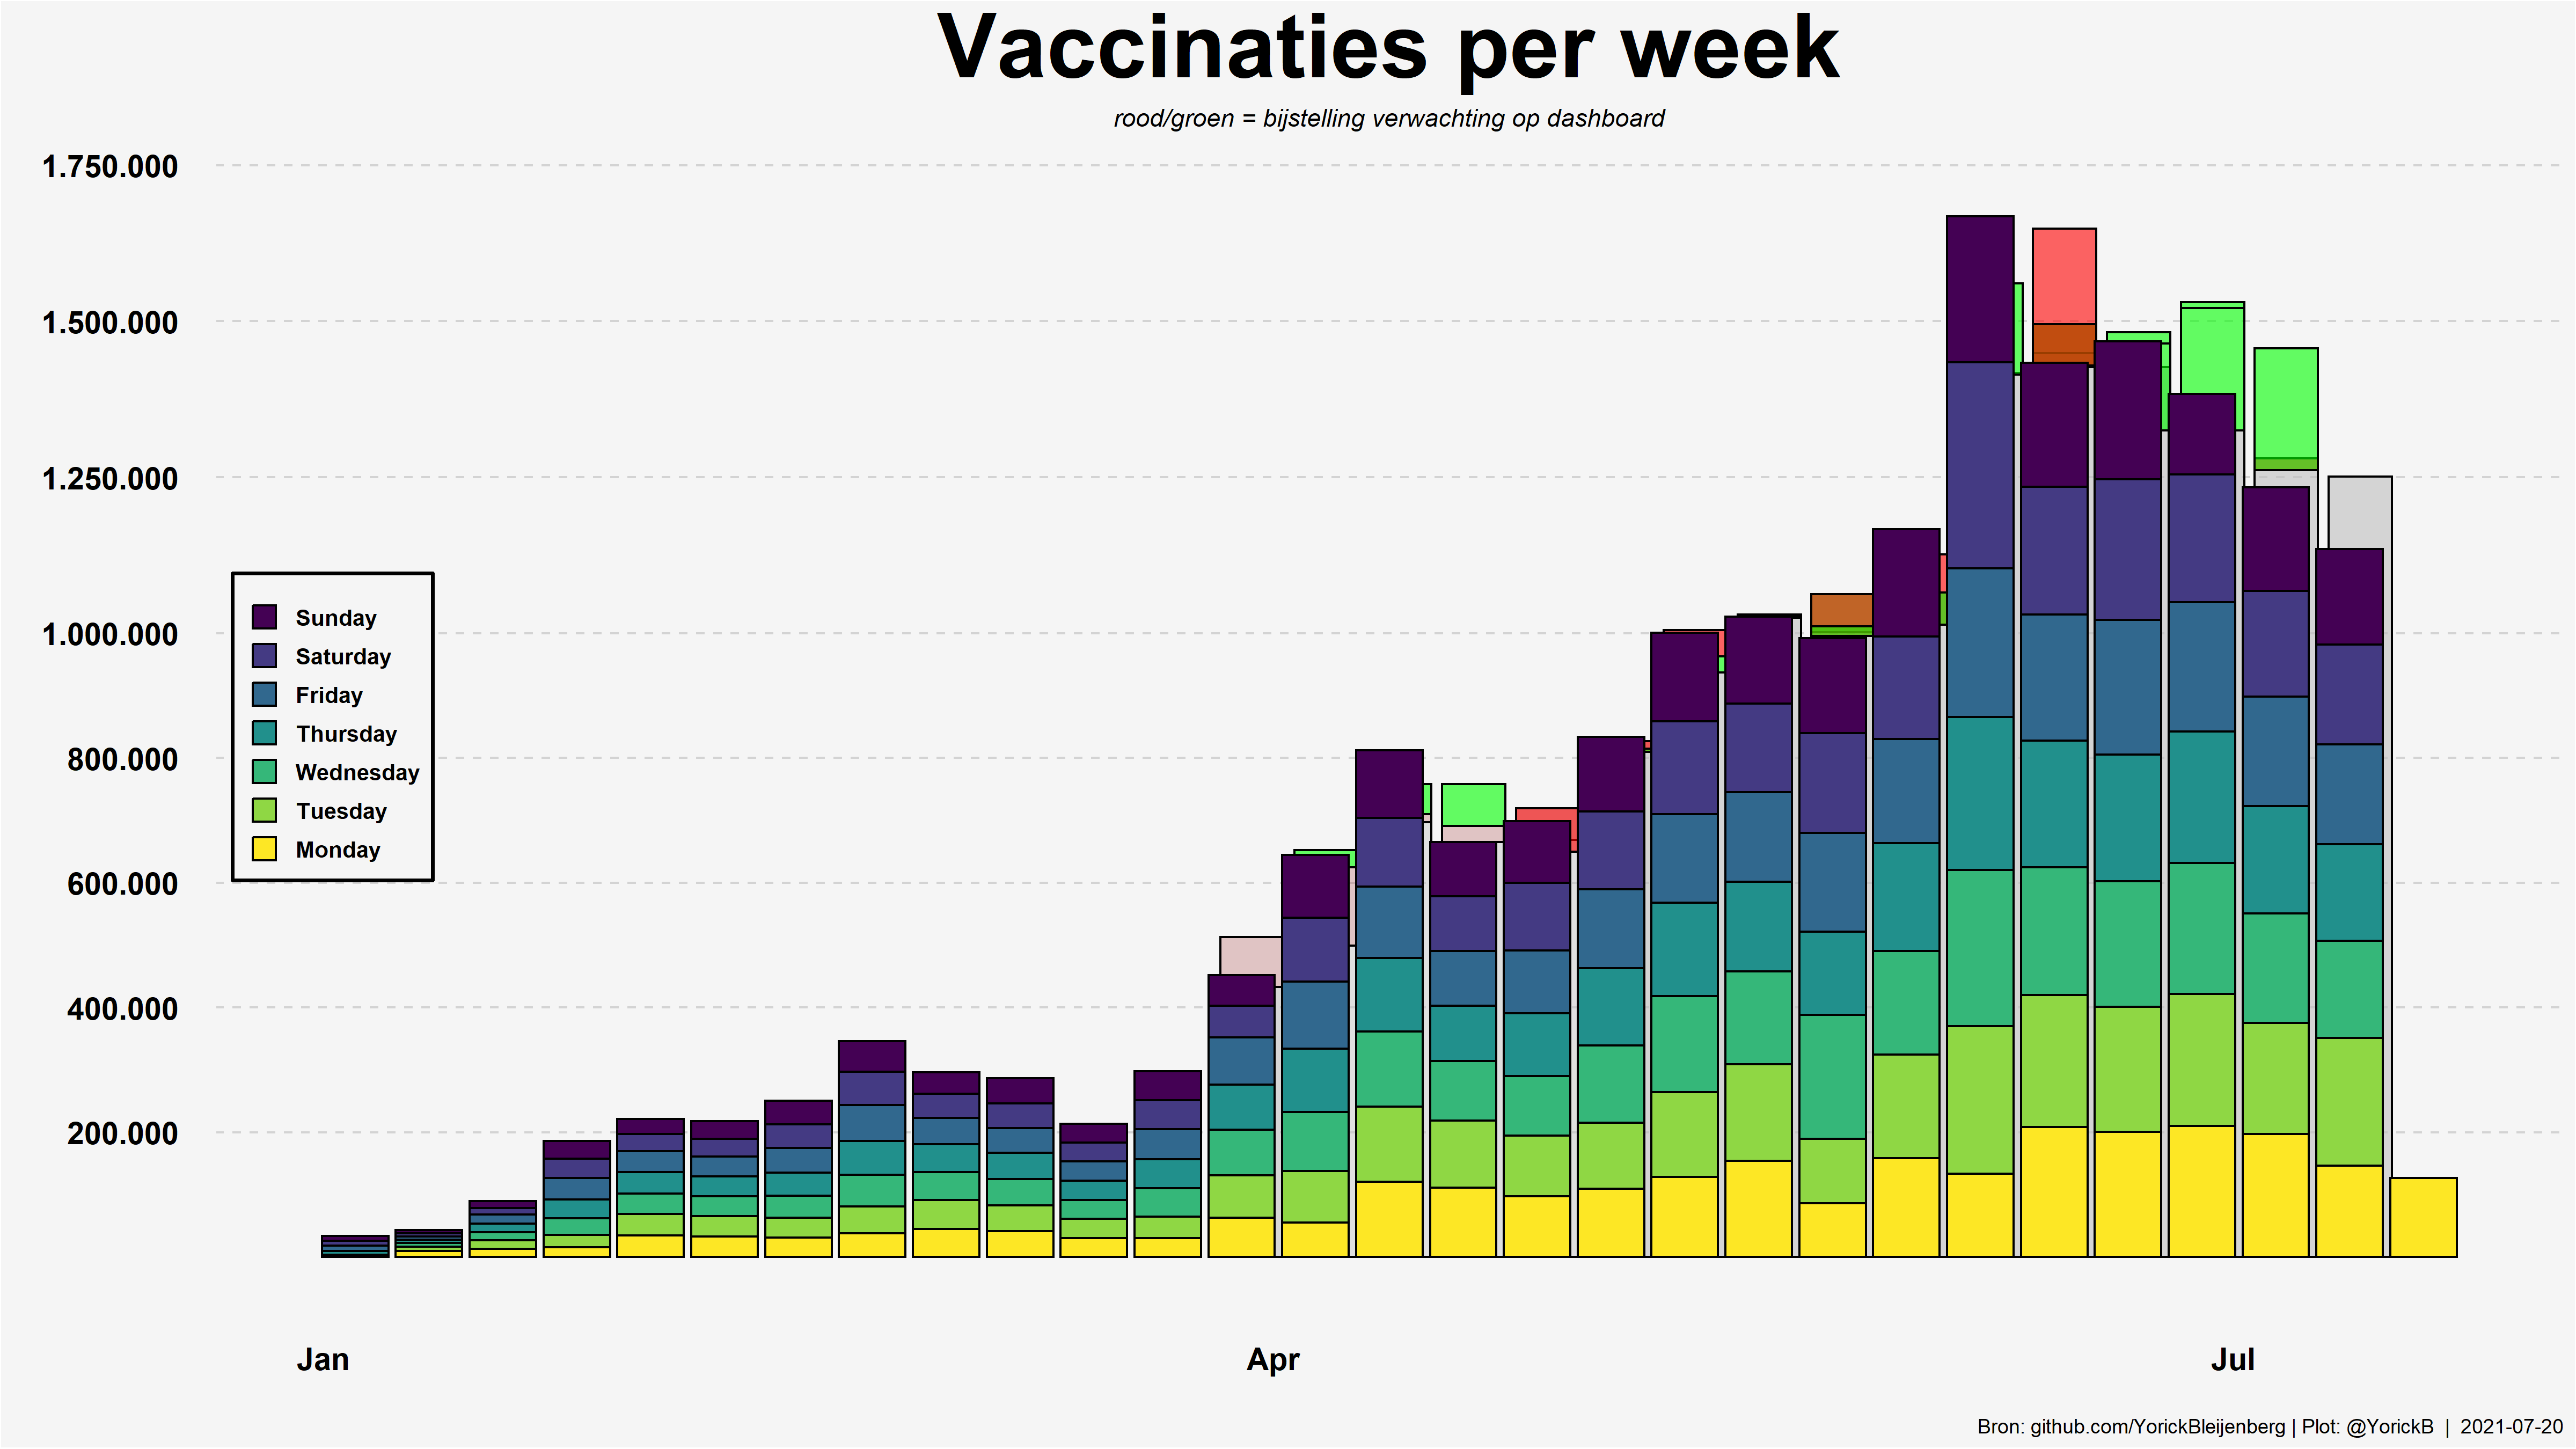 Vaccinaties per week
rood/groen = bijstelling verwachting op dashboard
1.750.000
1.500.000
1.250.000
1.000.000
800.000
600.000
400.000
200.000
Sunday
Saturday
Friday
Thursday
Wednesday
Tuesday
Monday
Jan Apr Jul
Bron: github.com/YorickBleijenberg | Plot: @YorickB | 2021-07-20